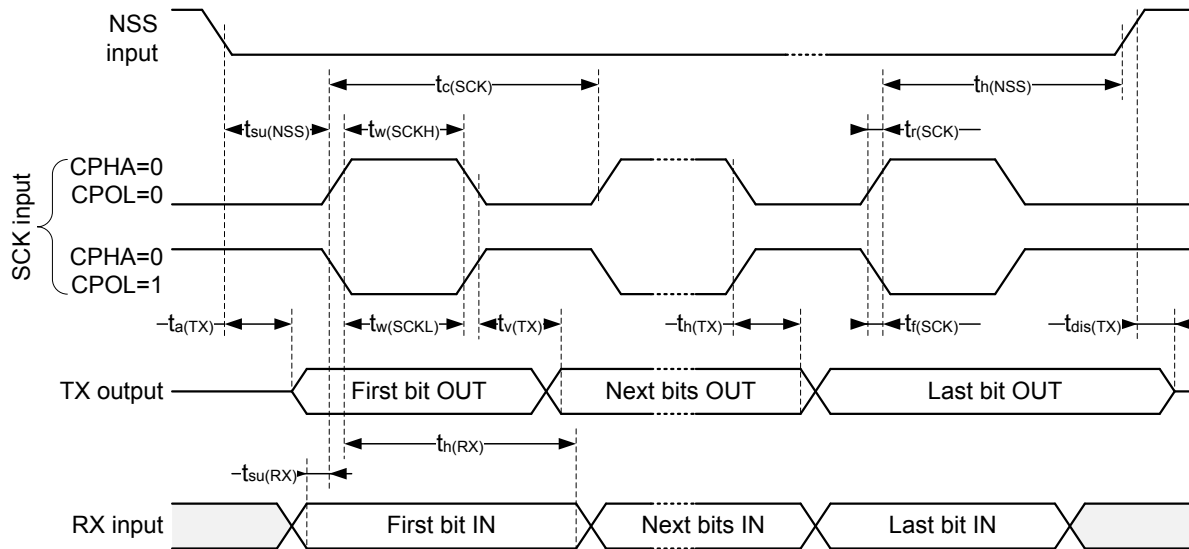 NSS
input
tc(SCK)
th(NSS)
tsu(NSS)
tw(SCKH)
tr(SCK)
SCK input
CPHA=0
CPOL=0
CPHA=0
CPOL=1
ta(TX)
tw(SCKL)
tv(TX)
th(TX)
tf(SCK)
tdis(TX)
TX output
First bit OUT
Next bits OUT
Last bit OUT
th(RX)
tsu(RX)
RX input
First bit IN
Next bits IN
Last bit IN